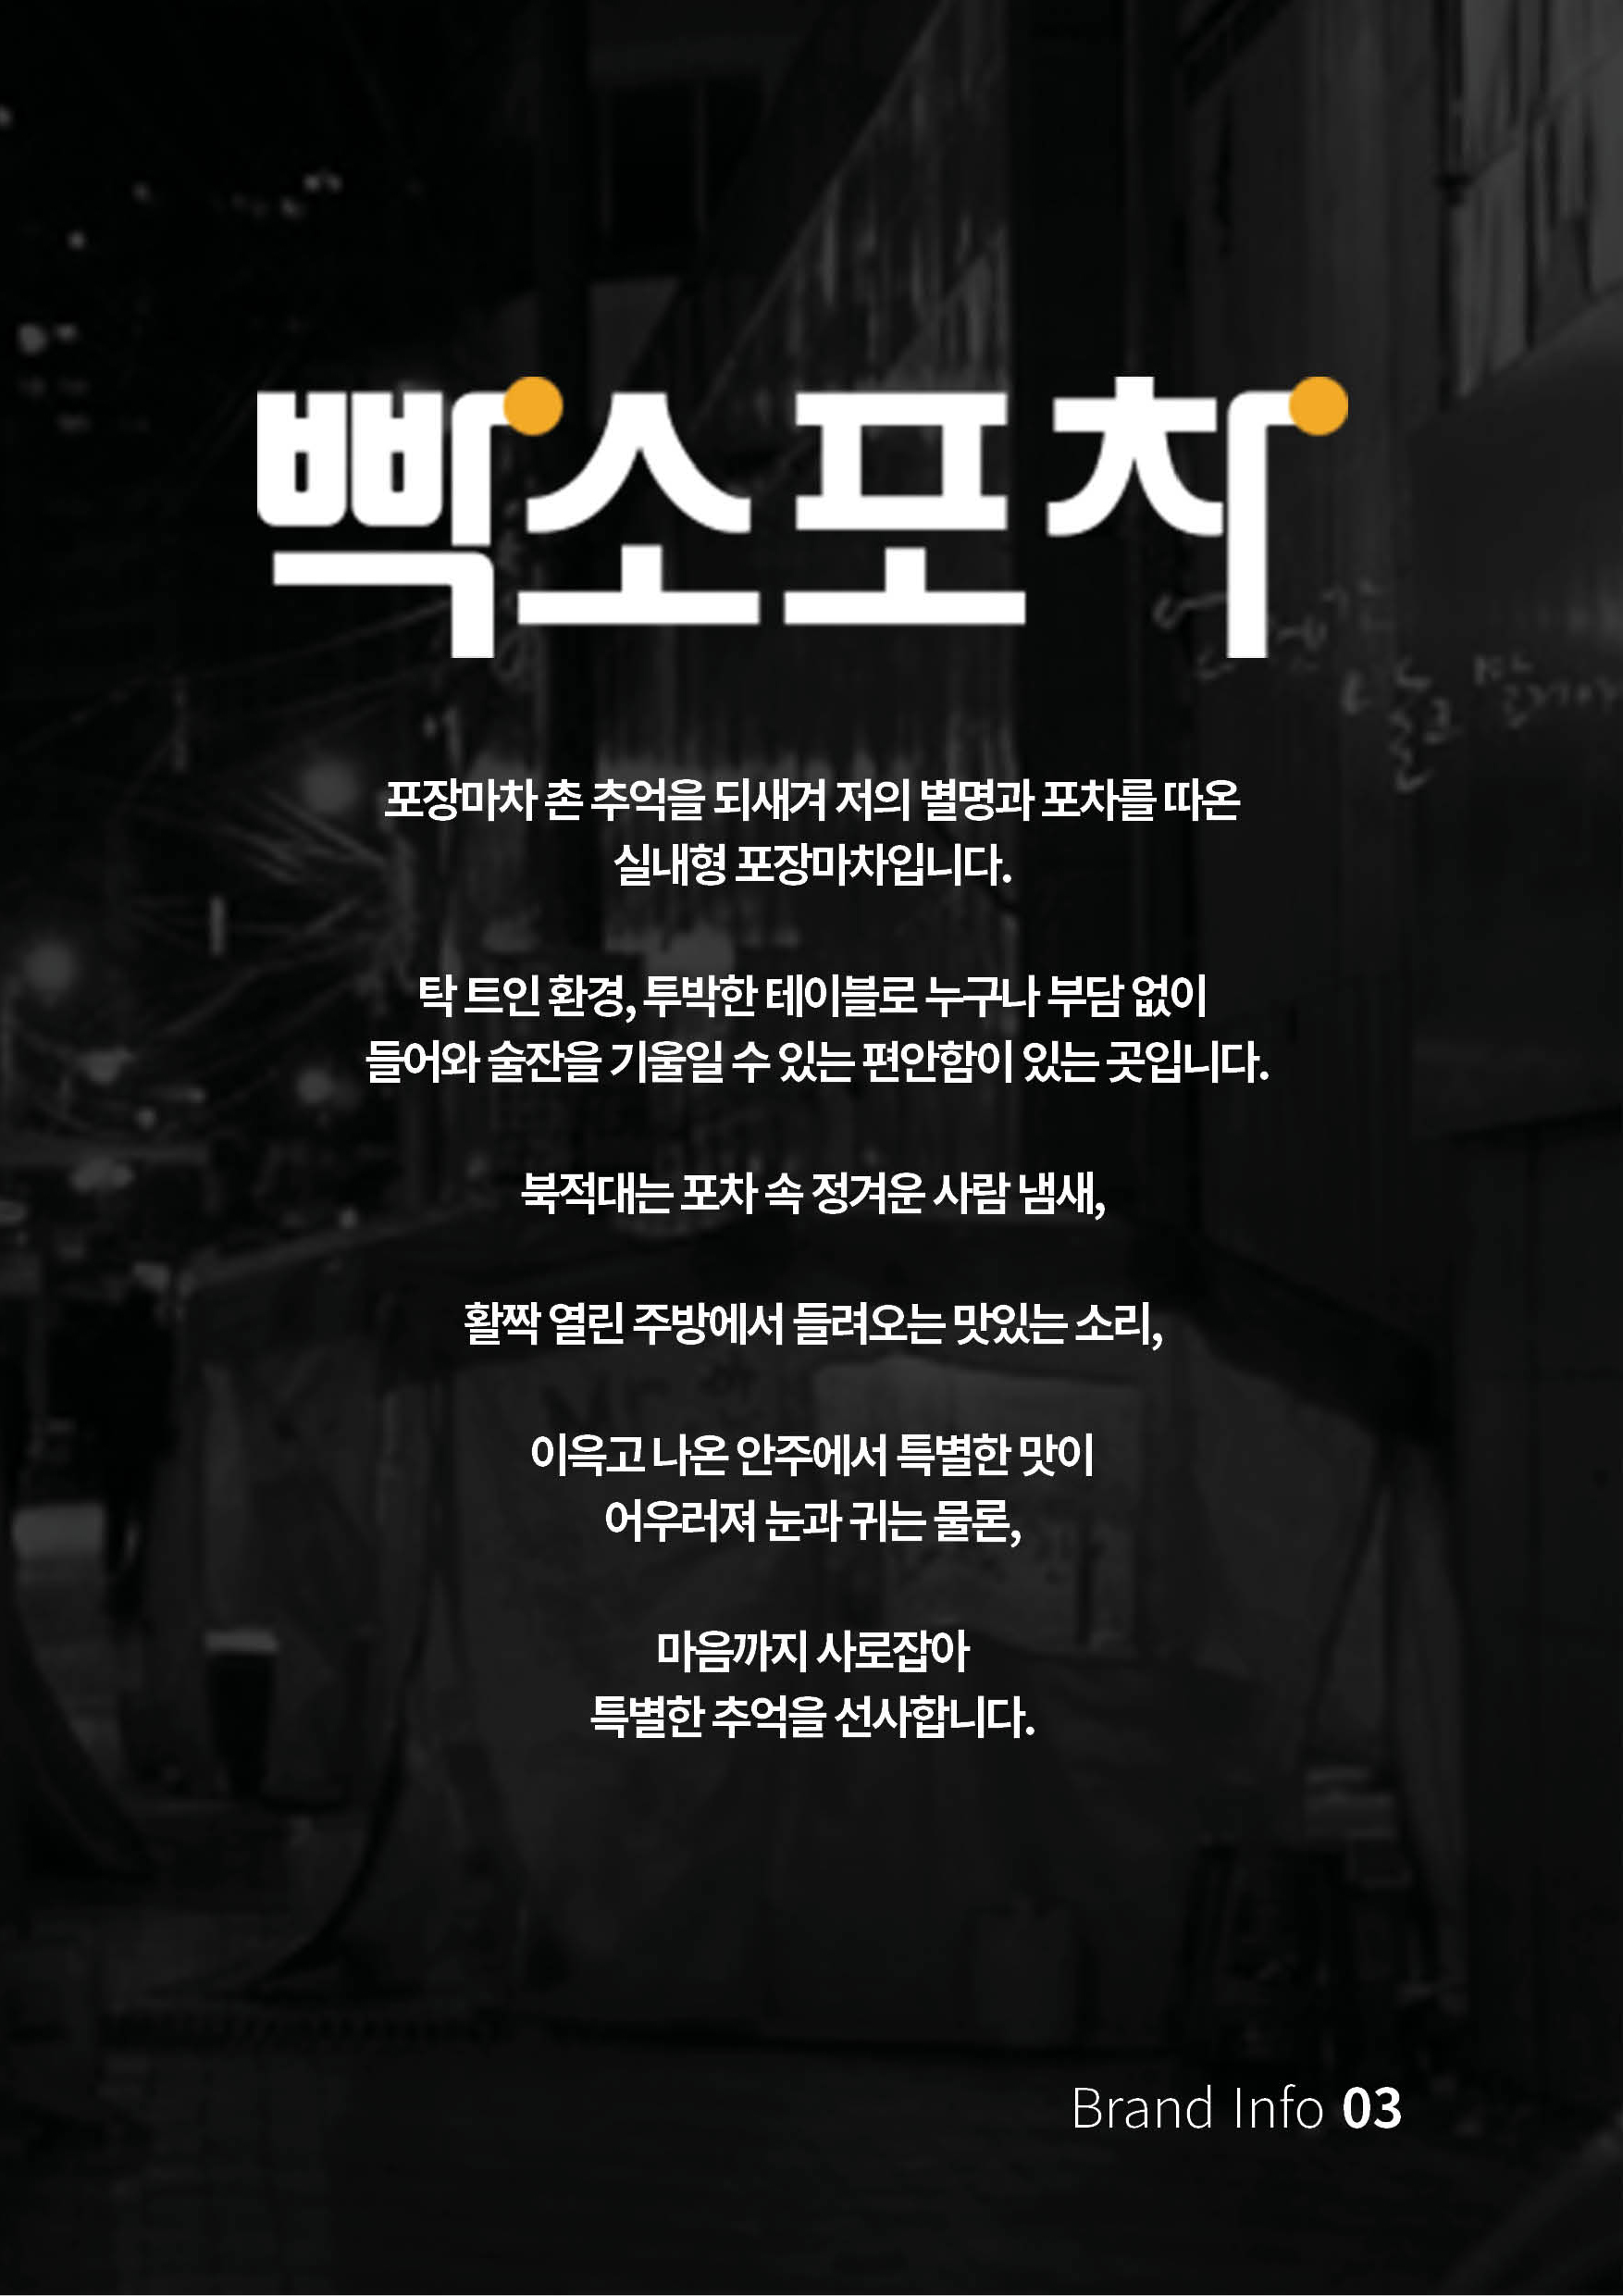 빡소포차
포장마차 촌 추억을 되새겨 저의 별명과 포차를 따온
실내형 포장마차입니다.
탁 트인 환경, 투박한 테이블로 누구나 부담 없이
들어와 술잔을 기울일 수 있는 편안함이 있는 곳입니다.
북적대는 포차 속 정겨운 사람 냄새,
활짝 열린 주방에서 들려오는 맛있는 소리,
이윽고 나온 안주에서 특별한 맛이
어우러져 눈과 귀는 물론,
마음까지 사로잡아
특별한 추억을 선사합니다.
Brand Info 03